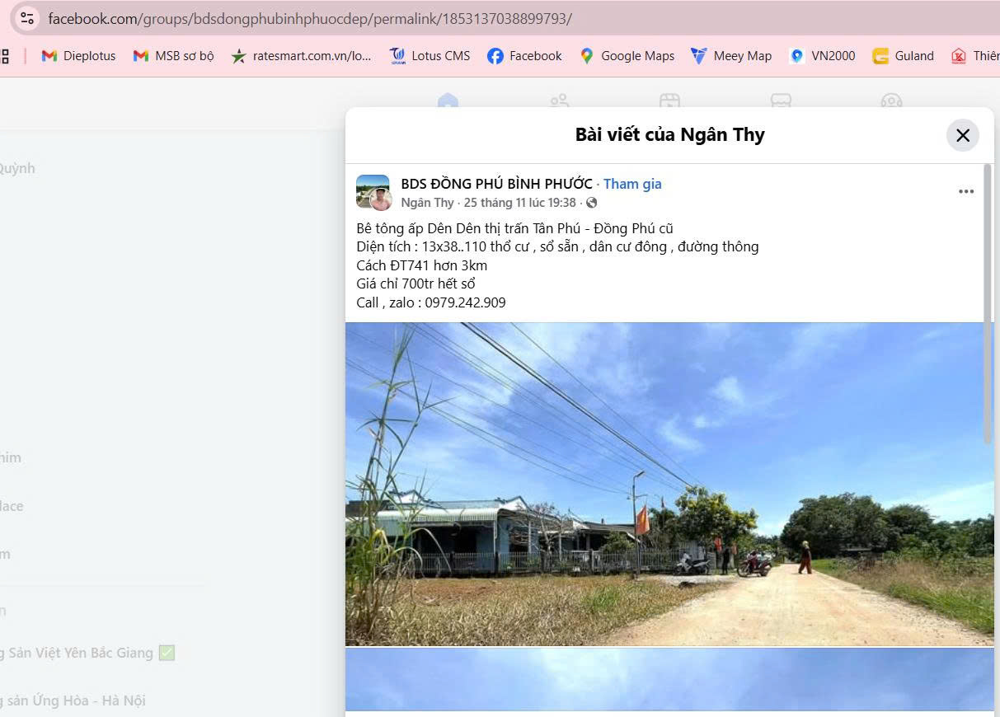 facebook.com/groups/bdsdongphubinhphuocdep/permalink/1853137038899793/
Dieplotus MSB sơ bộ ratesmart.com.vn/lo... Lotus CMS Facebook Google Maps Meey Map VN2000 Guland Thiên
Bài viết của Ngân Thy
Quỳnh
BDS ĐỒNG PHÚ BÌNH PHƯỚC · Tham gia
Ngân Thy · 25 tháng 11 lúc 19:38 ·
Bê tông ấp Dên Dên thị trấn Tân Phú - Đồng Phú cũ
Diện tích : 13x38..110 thổ cư , sổ sẵn , dân cư đông , đường thông
Cách ĐT741 hơn 3km
Giá chỉ 700tr hết sổ
Call , zalo : 0979.242.909
Sản Việt Yên Bắc Giang
sản Ứng Hòa - Hà Nội